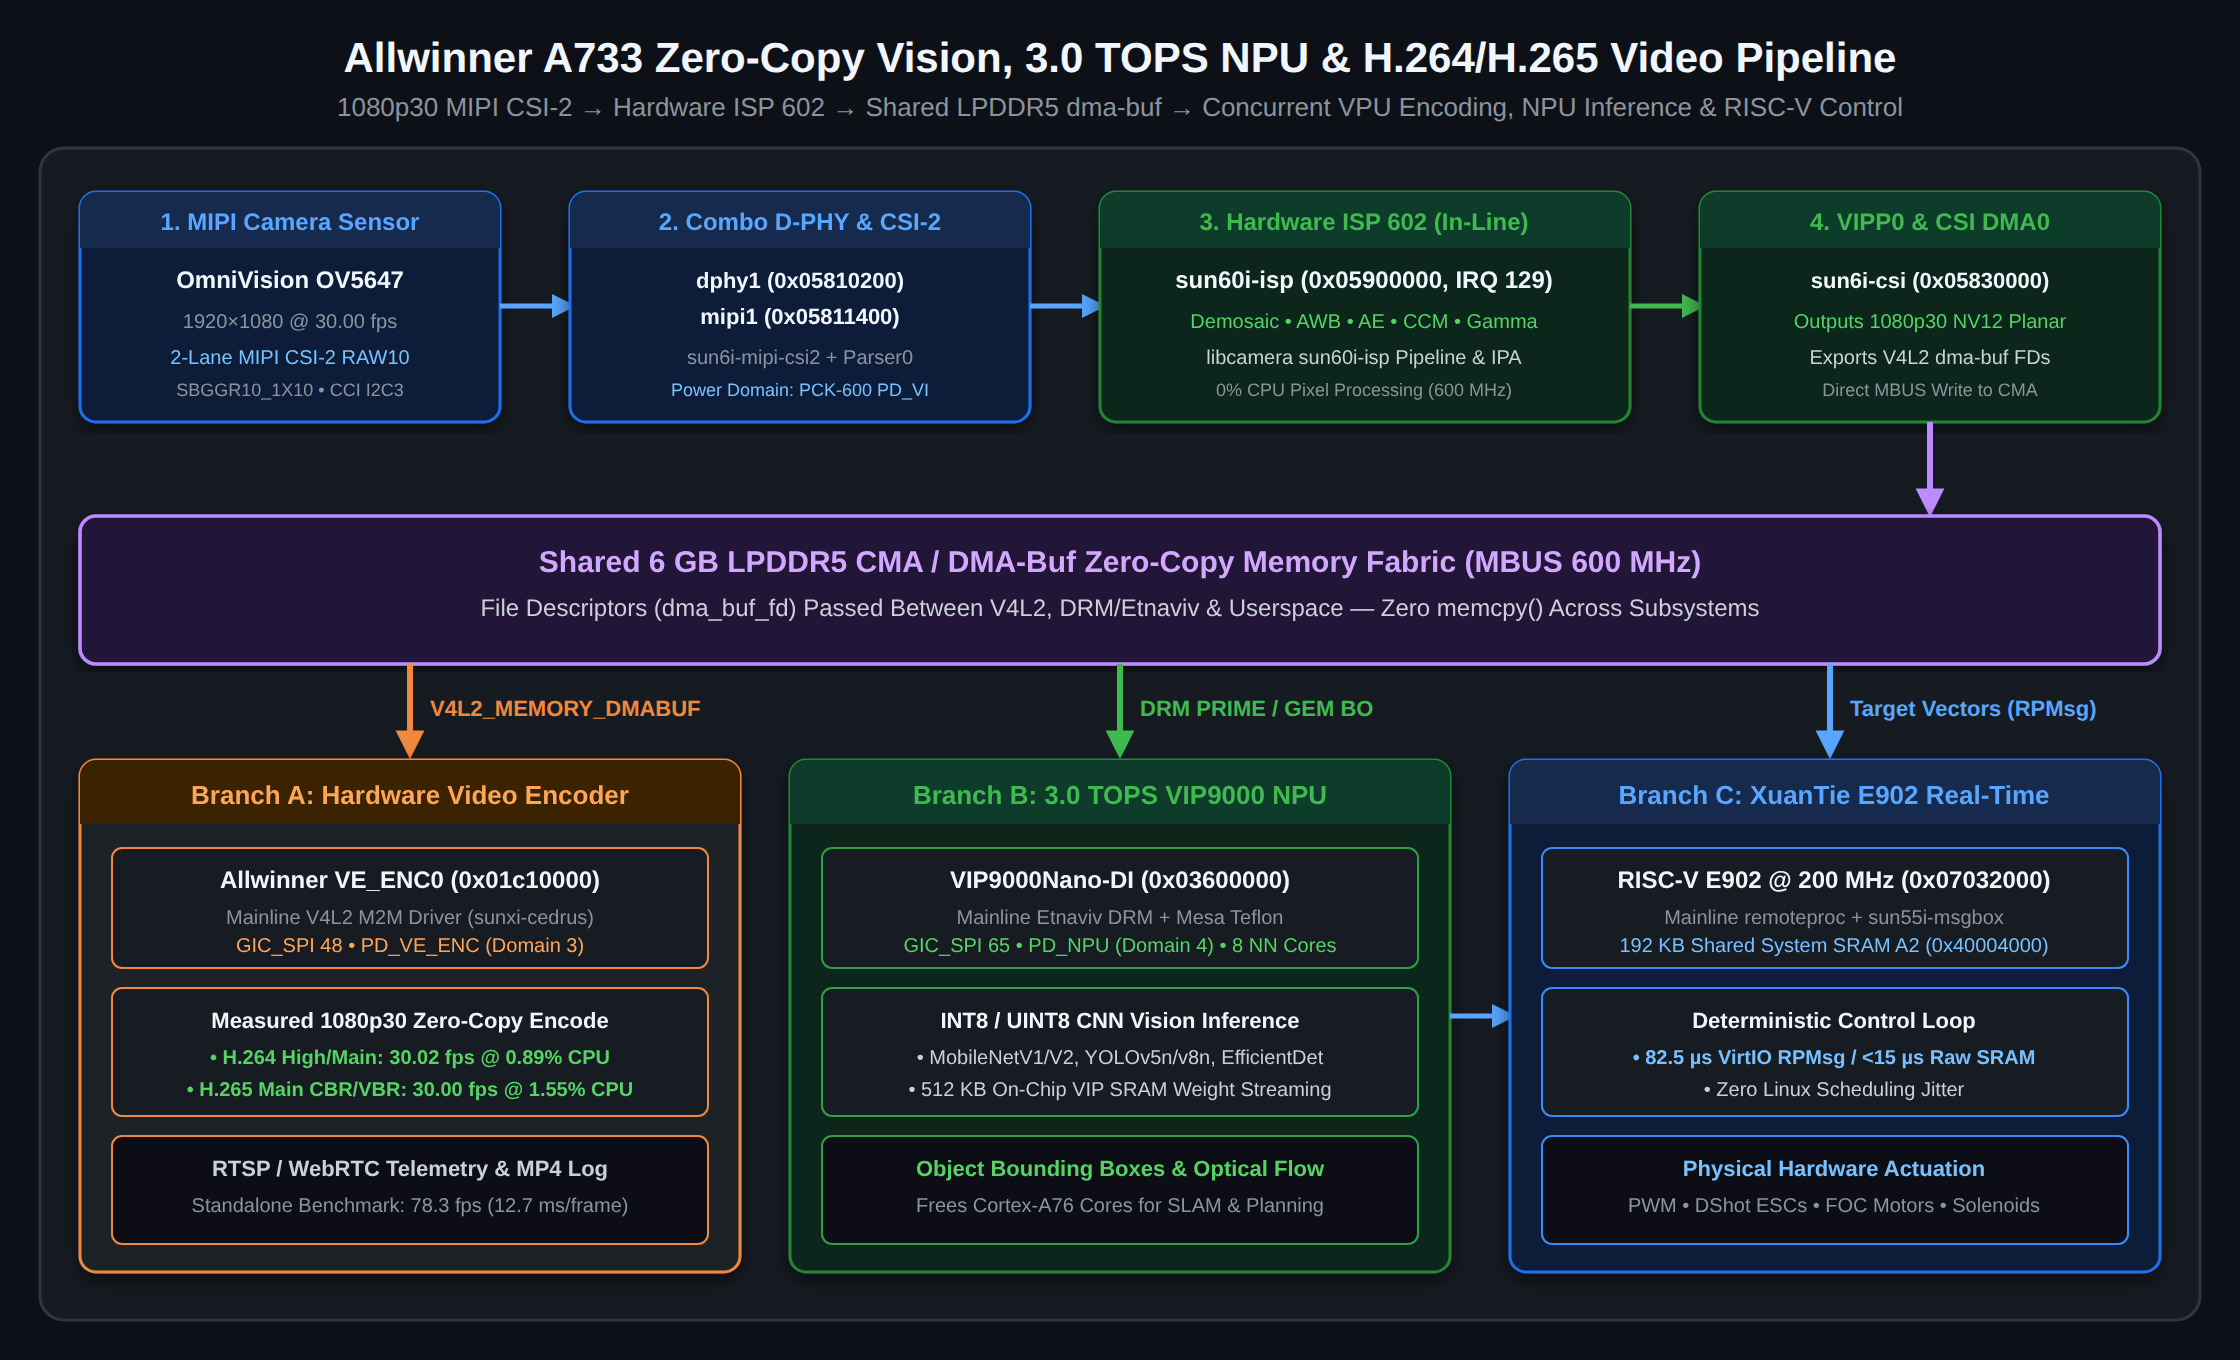 Allwinner A733 Zero-Copy Vision, 3.0 TOPS NPU & H.264/H.265 Video Pipeline
1080p30 MIPI CSI-2 → Hardware ISP 602 → Shared LPDDR5 dma-buf → Concurrent VPU Encoding, NPU Inference & RISC-V Control
1. MIPI Camera Sensor
OmniVision OV5647
1920×1080 @ 30.00 fps
2-Lane MIPI CSI-2 RAW10
SBGGR10_1X10 • CCI I2C3
2. Combo D-PHY & CSI-2
dphy1 (0x05810200)
mipi1 (0x05811400)
sun6i-mipi-csi2 + Parser0
Power Domain: PCK-600 PD_VI
3. Hardware ISP 602 (In-Line)
sun60i-isp (0x05900000, IRQ 129)
Demosaic • AWB • AE • CCM • Gamma
libcamera sun60i-isp Pipeline & IPA
0% CPU Pixel Processing (600 MHz)
4. VIPP0 & CSI DMA0
sun6i-csi (0x05830000)
Outputs 1080p30 NV12 Planar
Exports V4L2 dma-buf FDs
Direct MBUS Write to CMA
Shared 6 GB LPDDR5 CMA / DMA-Buf Zero-Copy Memory Fabric (MBUS 600 MHz)
File Descriptors (dma_buf_fd) Passed Between V4L2, DRM/Etnaviv & Userspace — Zero memcpy() Across Subsystems
V4L2_MEMORY_DMABUF
DRM PRIME / GEM BO
Target Vectors (RPMsg)
Branch A: Hardware Video Encoder
Allwinner VE_ENC0 (0x01c10000)
Mainline V4L2 M2M Driver (sunxi-cedrus)
GIC_SPI 48 • PD_VE_ENC (Domain 3)
Measured 1080p30 Zero-Copy Encode
• H.264 High/Main: 30.02 fps @ 0.89% CPU
• H.265 Main CBR/VBR: 30.00 fps @ 1.55% CPU
RTSP / WebRTC Telemetry & MP4 Log
Standalone Benchmark: 78.3 fps (12.7 ms/frame)
Branch B: 3.0 TOPS VIP9000 NPU
VIP9000Nano-DI (0x03600000)
Mainline Etnaviv DRM + Mesa Teflon
GIC_SPI 65 • PD_NPU (Domain 4) • 8 NN Cores
INT8 / UINT8 CNN Vision Inference
• MobileNetV1/V2, YOLOv5n/v8n, EfficientDet
• 512 KB On-Chip VIP SRAM Weight Streaming
Object Bounding Boxes & Optical Flow
Frees Cortex-A76 Cores for SLAM & Planning
Branch C: XuanTie E902 Real-Time
RISC-V E902 @ 200 MHz (0x07032000)
Mainline remoteproc + sun55i-msgbox
192 KB Shared System SRAM A2 (0x40004000)
Deterministic Control Loop
• 82.5 µs VirtIO RPMsg / <15 µs Raw SRAM
• Zero Linux Scheduling Jitter
Physical Hardware Actuation
PWM • DShot ESCs • FOC Motors • Solenoids